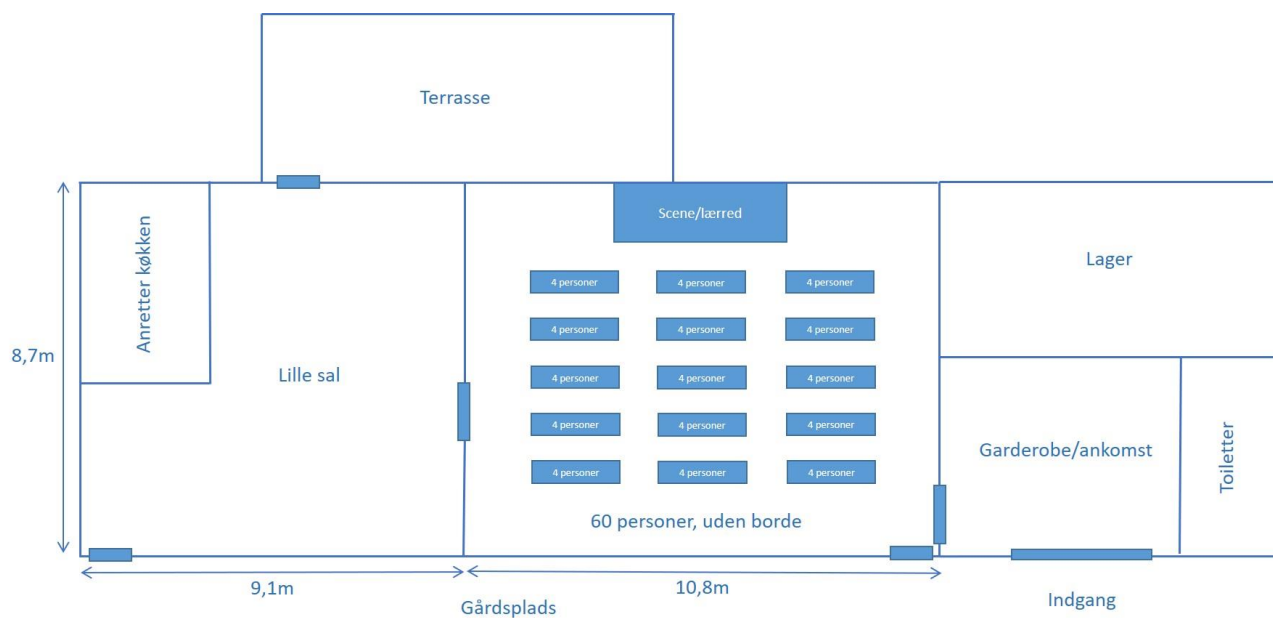 Terrasse
Anretter køkken
Scene/lærred
Lager
4 personer 4 personer 4 personer
4 personer 4 personer 4 personer
8,7m
Lille sal
4 personer 4 personer 4 personer
4 personer 4 personer 4 personer
Garderobe/ankomst
Toiletter
4 personer 4 personer 4 personer
60 personer, uden borde
9,1m
10,8m
Gårdsplads
Indgang